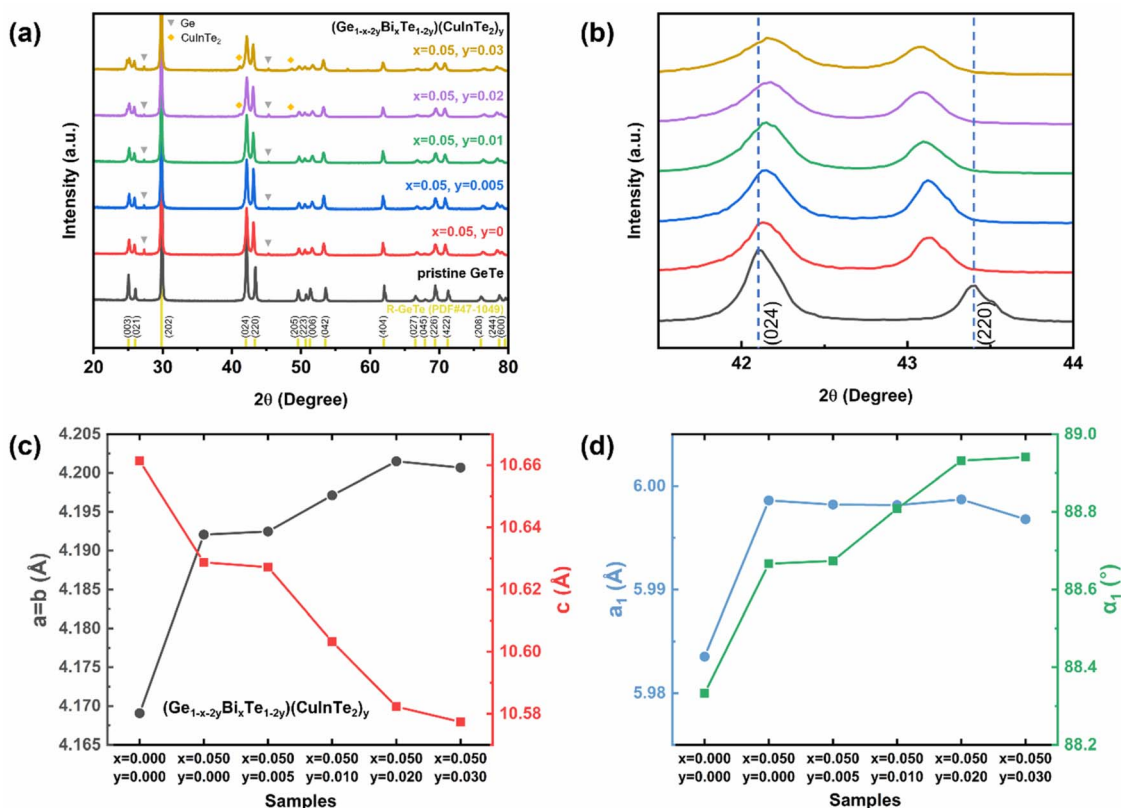 (a)
Ge
CuInTe₂
(Ge₁₋ₓ₋₂ᵧBiₓTe₁₋₂ᵧ)(CuInTe₂)ᵧ
x=0.05, y=0.03
x=0.05, y=0.02
x=0.05, y=0.01
x=0.05, y=0.005
x=0.05, y=0
pristine GeTe
R-GeTe (PDF#47-1049)
(003)
(021)
(202)
(024)
(220)
(205)
(223)
(006)
(042)
(404)
(027)
(045)
(226)
(422)
(208)
(244)
(600)
Intensity (a.u.)
20 30 40 50 60 70 80
2θ (Degree)
(b)
Intensity (a.u.)
(024)
(220)
42 43 44
2θ (Degree)
(c)
4.205
4.200
4.195
4.190
4.185
4.180
4.175
4.170
4.165
a=b (Å)
10.66
10.64
10.62
10.60
10.58
c (Å)
(Ge₁₋ₓ₋₂ᵧBiₓTe₁₋₂ᵧ)(CuInTe₂)ᵧ
x=0.000 x=0.050 x=0.050 x=0.050 x=0.050 x=0.050
y=0.000 y=0.000 y=0.005 y=0.010 y=0.020 y=0.030
Samples
(d)
6.00
5.99
5.98
a₁ (Å)
89.0
88.8
88.6
88.4
88.2
α₁ (°)
x=0.000 x=0.050 x=0.050 x=0.050 x=0.050 x=0.050
y=0.000 y=0.000 y=0.005 y=0.010 y=0.020 y=0.030
Samples